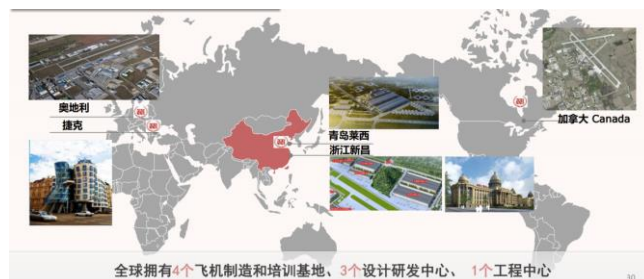 奥地利
捷克
青岛莱西
浙江新昌
加拿大 Canada
全球拥有4个飞机制造和培训基地、3个设计研发中心、 1个工程中心